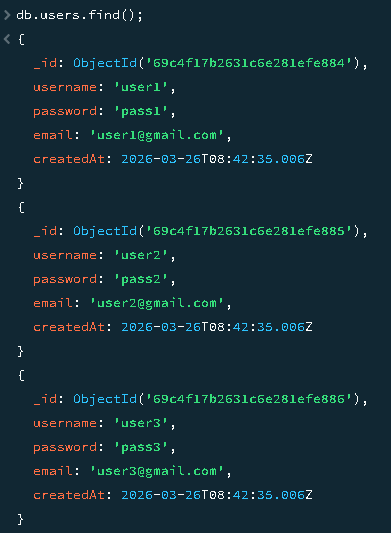 > db.users.find();
< {
_id: ObjectId('69c4f17b2631c6e281efe884'),
username: 'user1',
password: 'pass1',
email: 'user1@gmail.com',
createdAt: 2026-03-26T08:42:35.006Z
}
{
_id: ObjectId('69c4f17b2631c6e281efe885'),
username: 'user2',
password: 'pass2',
email: 'user2@gmail.com',
createdAt: 2026-03-26T08:42:35.006Z
}
{
_id: ObjectId('69c4f17b2631c6e281efe886'),
username: 'user3',
password: 'pass3',
email: 'user3@gmail.com',
createdAt: 2026-03-26T08:42:35.006Z
}